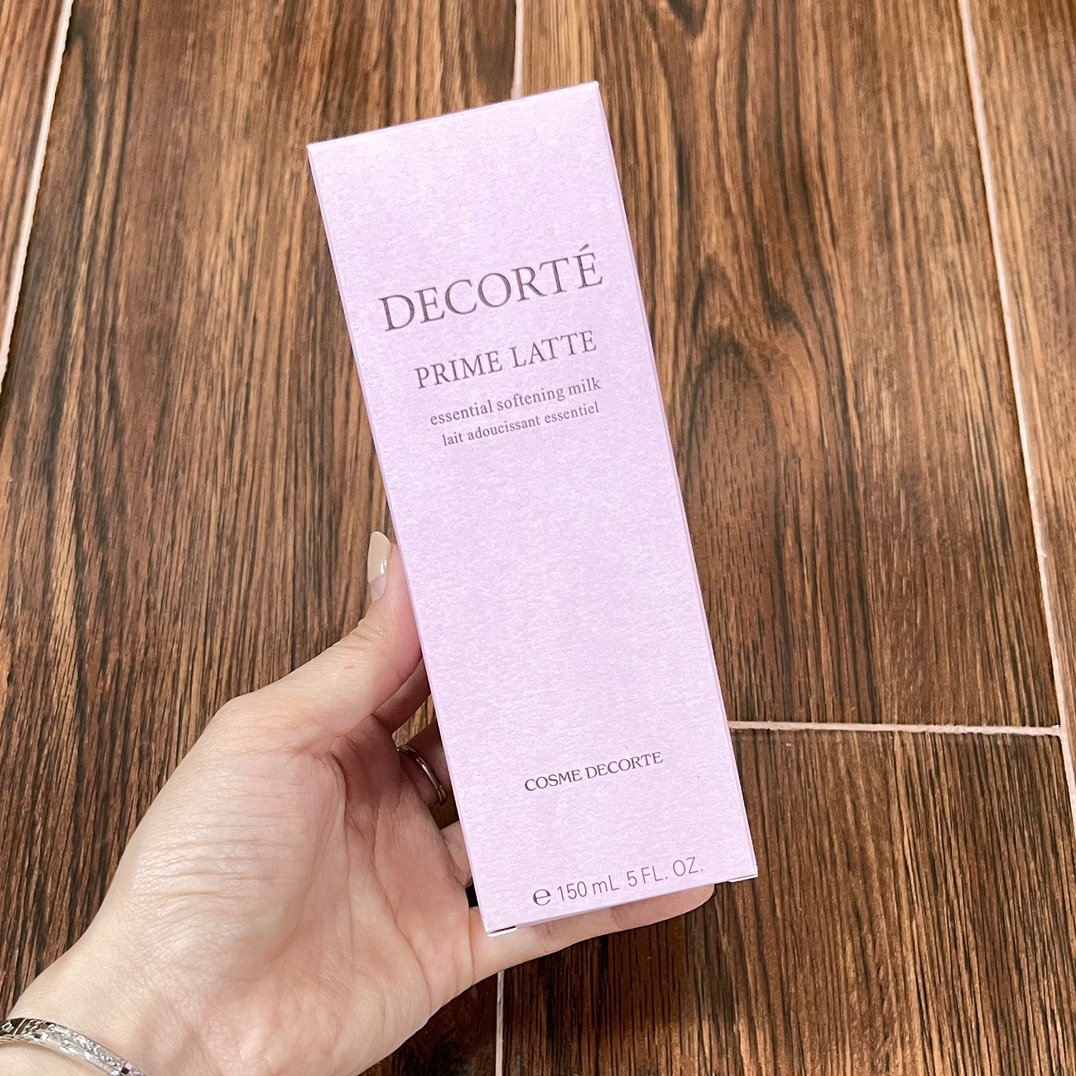 DECORTÉ
PRIME LATTE
essential softening milk
lait adoucissant essentiel
COSME DECORTE
℮ 150 mL 5 FL. OZ.